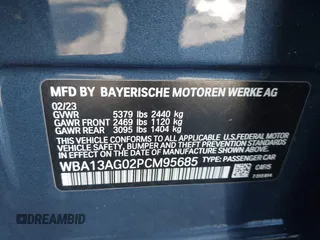 MFD BY BAYERISCHE MOTOREN WERKE AG
02/23
GVWR 5379 lbs 2440 kg
GAWR FRONT 2469 lbs 1120 kg
GAWR REAR 3095 lbs 1404 kg
THIS VEHICLE CONFORMS TO ALL APPLICABLE U.S. FEDERAL MOTOR VEHICLE SAFETY, BUMPER, AND THEFT PREVENTION STANDARDS IN EFFECT ON THE DATE OF MANUFACTURE SHOWN ABOVE.
WBA13AG02PCM95685 TYPE: PASSENGER CAR
CAFIS
DREAMBID